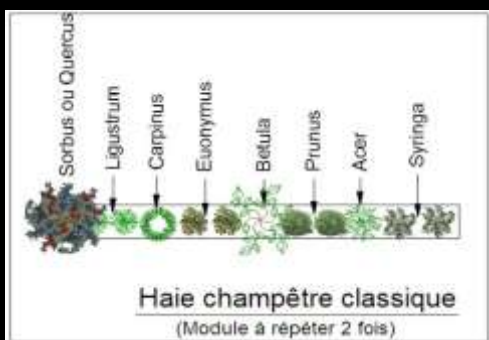 Sorbus ou Quercus
Ligustrum
Carpinus
Euonymus
Betula
Prunus
Acer
Syringa
Haie champêtre classique
(Module à répéter 2 fois)